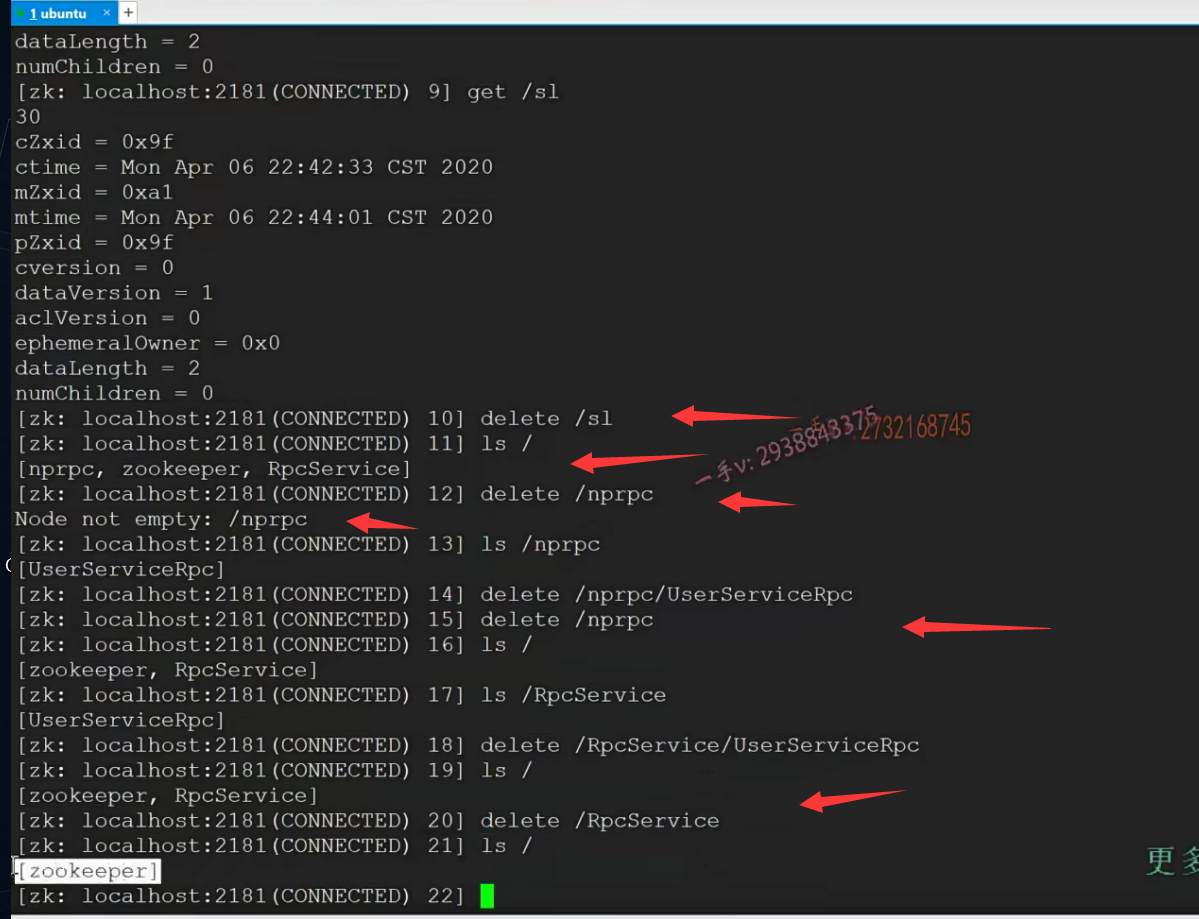 1 ubuntu × +
dataLength = 2
numChildren = 0
[zk: localhost:2181(CONNECTED) 9] get /sl
30
cZxid = 0x9f
ctime = Mon Apr 06 22:42:33 CST 2020
mZxid = 0xa1
mtime = Mon Apr 06 22:44:01 CST 2020
pZxid = 0x9f
cversion = 0
dataVersion = 1
aclVersion = 0
ephemeralOwner = 0x0
dataLength = 2
numChildren = 0
[zk: localhost:2181(CONNECTED) 10] delete /sl
[zk: localhost:2181(CONNECTED) 11] ls /
一手v: 2938843375
2732168745
[nprpc, zookeeper, RpcService]
[zk: localhost:2181(CONNECTED) 12] delete /nprpc
Node not empty: /nprpc
[zk: localhost:2181(CONNECTED) 13] ls /nprpc
[UserServiceRpc]
[zk: localhost:2181(CONNECTED) 14] delete /nprpc/UserServiceRpc
[zk: localhost:2181(CONNECTED) 15] delete /nprpc
[zk: localhost:2181(CONNECTED) 16] ls /
[zookeeper, RpcService]
[zk: localhost:2181(CONNECTED) 17] ls /RpcService
[UserServiceRpc]
[zk: localhost:2181(CONNECTED) 18] delete /RpcService/UserServiceRpc
[zk: localhost:2181(CONNECTED) 19] ls /
[zookeeper, RpcService]
[zk: localhost:2181(CONNECTED) 20] delete /RpcService
[zk: localhost:2181(CONNECTED) 21] ls /
更多
[zookeeper]
[zk: localhost:2181(CONNECTED) 22]